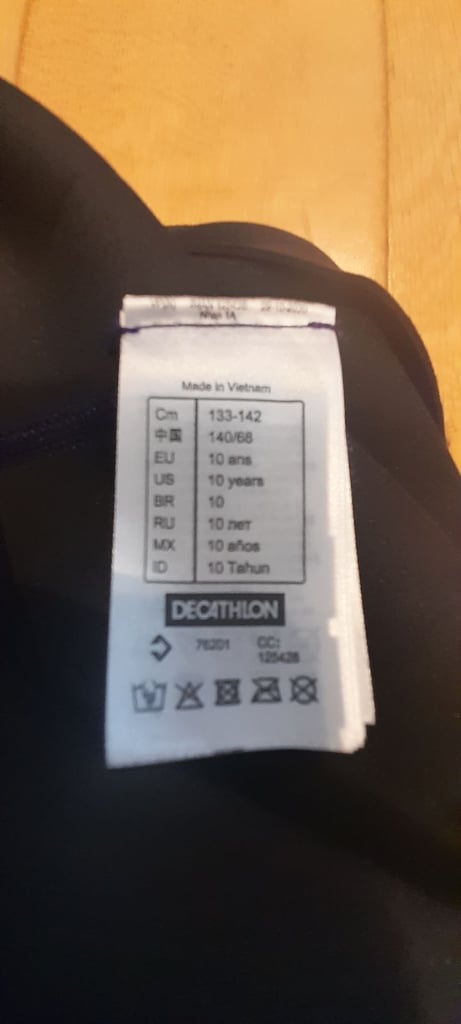 Made in Vietnam
Cm 133-142
中国 140/68
EU 10 ans
US 10 years
BR 10
RU 10 лет
MX 10 años
ID 10 Tahun
DECATHLON
76201 CC:
125428